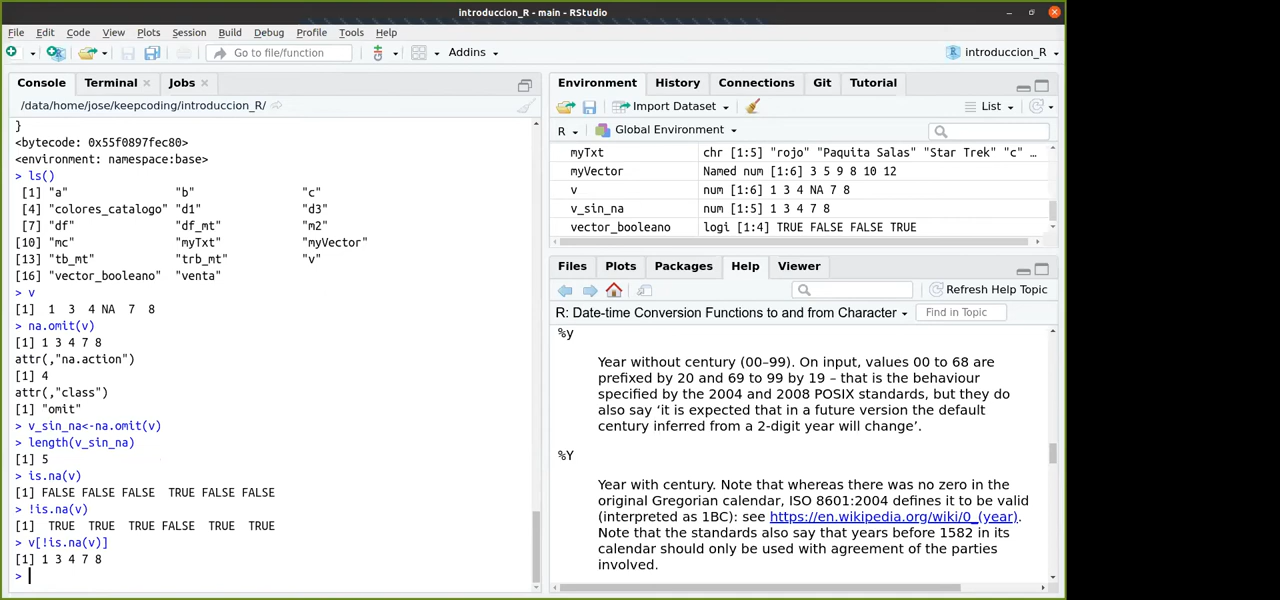 introduccion_R - main - RStudio
File Edit Code View Plots Session Build Debug Profile Tools Help
Go to file/function Addins introduccion_R
Console Terminal Jobs
/data/home/jose/keepcoding/introduccion_R/
}
<bytecode: 0x55f0897fec80>
<environment: namespace:base>
> ls()
[1] "a" "b" "c"
[4] "colores_catalogo" "d1" "d3"
[7] "df" "df_mt" "m2"
[10] "mc" "myTxt" "myVector"
[13] "tb_mt" "trb_mt" "v"
[16] "vector_booleano" "venta"
> v
[1] 1 3 4 NA 7 8
> na.omit(v)
[1] 1 3 4 7 8
attr(,"na.action")
[1] 4
attr(,"class")
[1] "omit"
> v_sin_na<-na.omit(v)
> length(v_sin_na)
[1] 5
> is.na(v)
[1] FALSE FALSE FALSE TRUE FALSE FALSE
> !is.na(v)
[1] TRUE TRUE TRUE FALSE TRUE TRUE
> v[!is.na(v)]
[1] 1 3 4 7 8
>
Environment History Connections Git Tutorial
Import Dataset List
R Global Environment
myTxt chr [1:5] "rojo" "Paquita Salas" "Star Trek" "c" …
myVector Named num [1:6] 3 5 9 8 10 12
v num [1:6] 1 3 4 NA 7 8
v_sin_na num [1:5] 1 3 4 7 8
vector_booleano logi [1:4] TRUE FALSE FALSE TRUE
Files Plots Packages Help Viewer
Refresh Help Topic
R: Date-time Conversion Functions to and from Character Find in Topic
%y
Year without century (00–99). On input, values 00 to 68 are
prefixed by 20 and 69 to 99 by 19 – that is the behaviour
specified by the 2004 and 2008 POSIX standards, but they do
also say ‘it is expected that in a future version the default
century inferred from a 2-digit year will change’.
%Y
Year with century. Note that whereas there was no zero in the
original Gregorian calendar, ISO 8601:2004 defines it to be valid
(interpreted as 1BC): see https://en.wikipedia.org/wiki/0_(year).
Note that the standards also say that years before 1582 in its
calendar should only be used with agreement of the parties
involved.